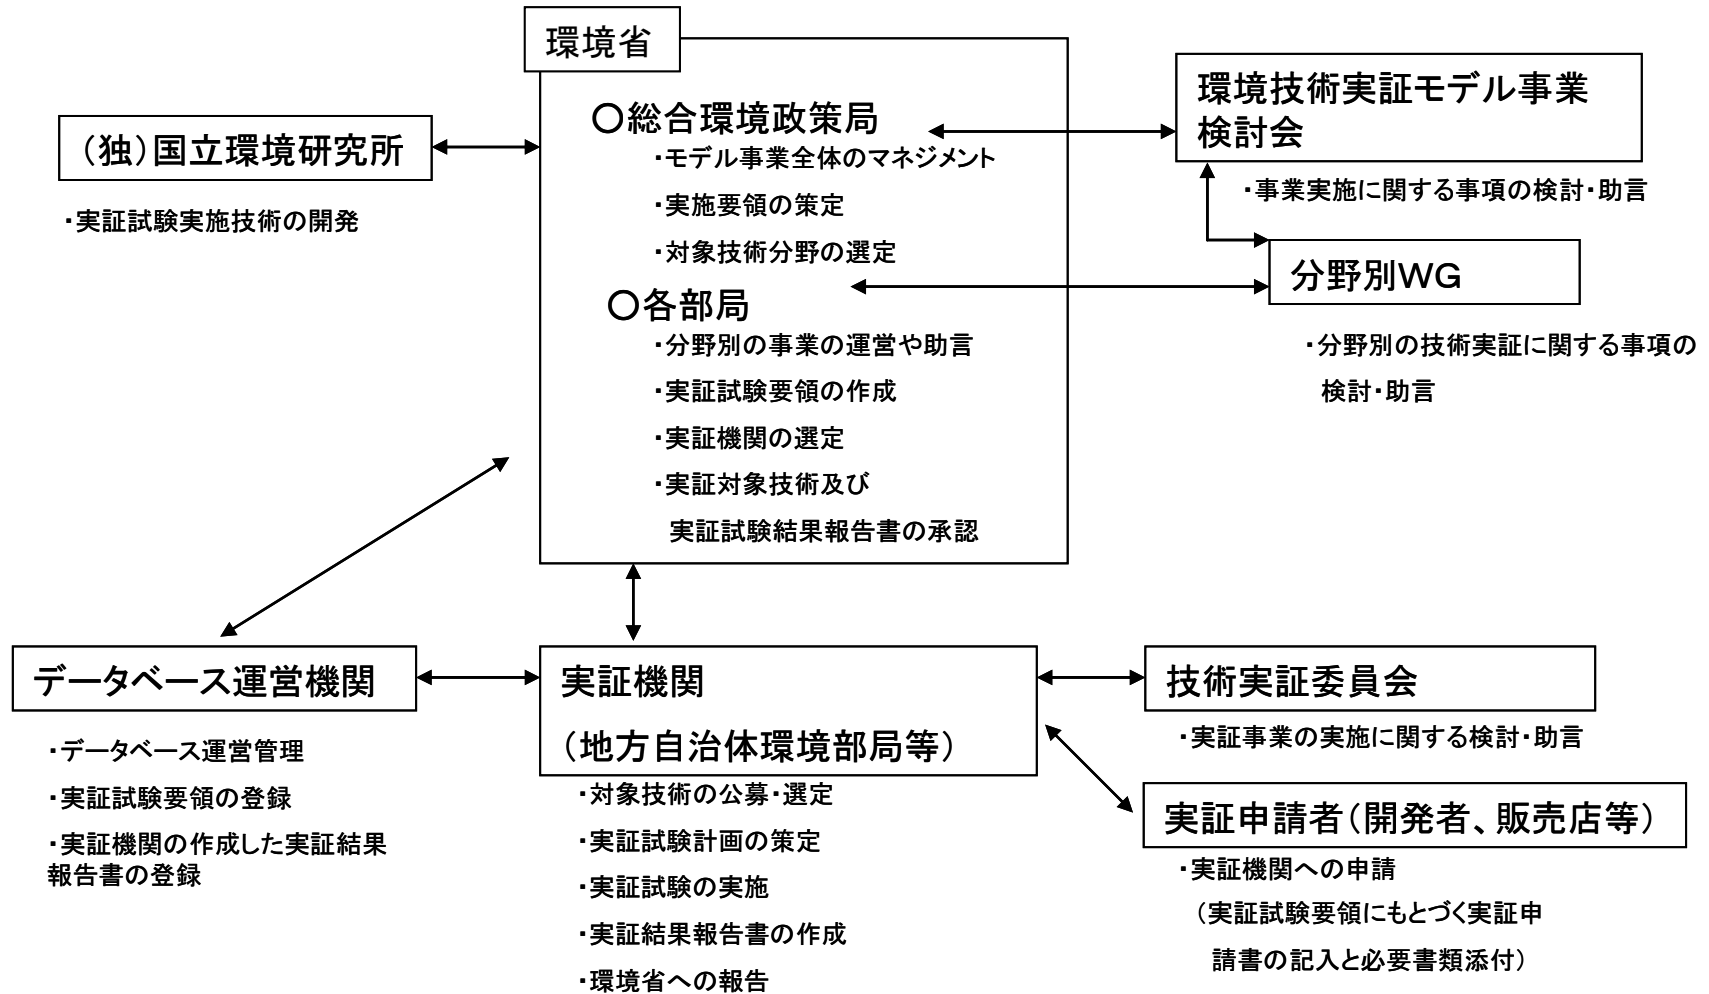 環境省
○総合環境政策局
・モデル事業全体のマネジメント
・実施要領の策定
・対象技術分野の選定
○各部局
・分野別の事業の運営や助言
・実証試験要領の作成
・実証機関の選定
・実証対象技術及び
実証試験結果報告書の承認
（独）国立環境研究所
・実証試験実施技術の開発
環境技術実証モデル事業
検討会
・事業実施に関する事項の検討・助言
分野別WG
・分野別の技術実証に関する事項の
検討・助言
データベース運営機関
・データベース運営管理
・実証試験要領の登録
・実証機関の作成した実証結果
報告書の登録
実証機関
（地方自治体環境部局等）
・対象技術の公募・選定
・実証試験計画の策定
・実証試験の実施
・実証結果報告書の作成
・環境省への報告
技術実証委員会
・実証事業の実施に関する検討・助言
実証申請者（開発者、販売店等）
・実証機関への申請
（実証試験要領にもとづく実証申
請書の記入と必要書類添付）